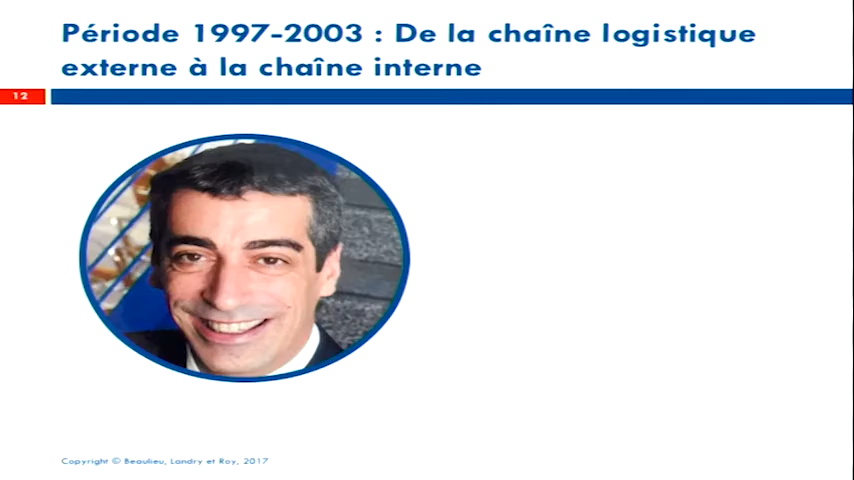 Période 1997-2003 : De la chaîne logistique
externe à la chaîne interne
12
Copyright © Beaulieu, Landry et Roy, 2017